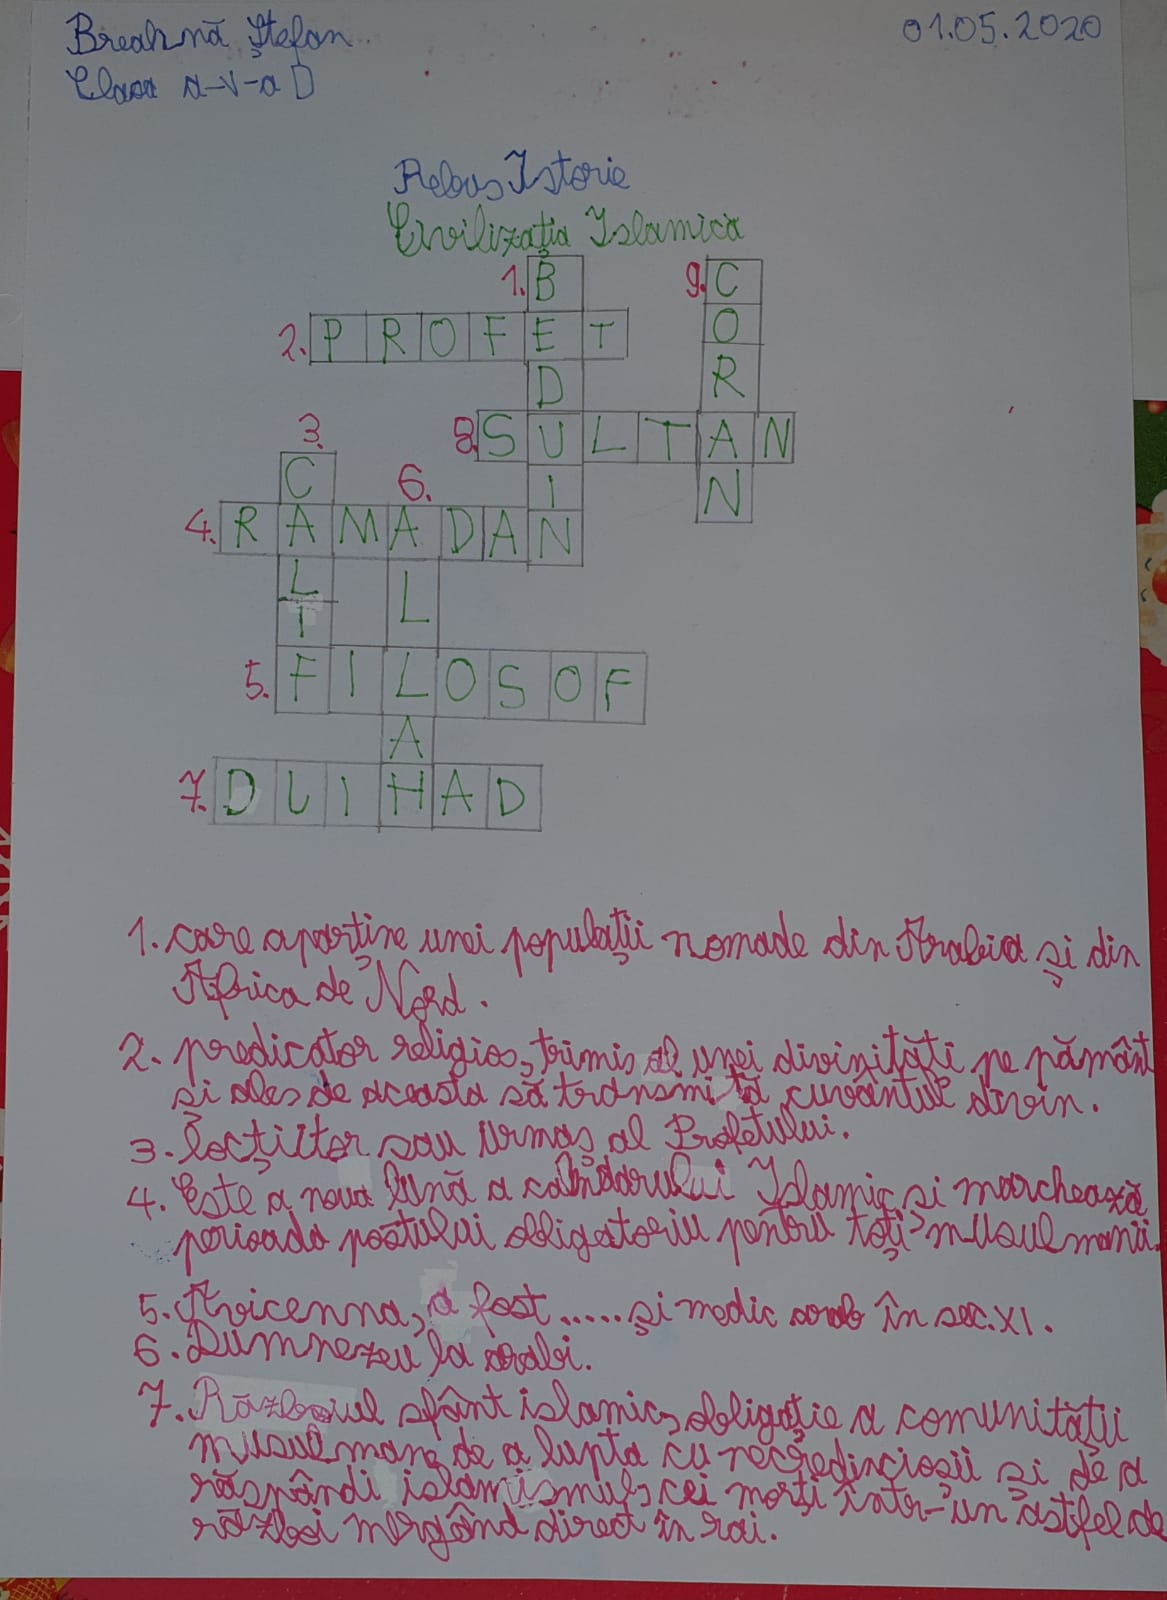 Breahnă Ștefan
01.05.2020
Clasa a-V-a D
Rebus Istorie
Civilizația Islamica
1. B
9. C
2. P R O F E T
O
D
R
3.
8. S U L T A N
C
6.
I
N
4. R A M A D A N
L
L
I
5. F I L O S O F
A
7. D J I H A D
1. care aparține unei populații nomade din Arabia și din
Africa de Nord.
2. predicator religios, trimis al unei divinități pe pământ
și ales de aceasta să transmită cuvântul divin.
3. locțiitor sau urmaș al Profetului.
4. Este a noua lună a calendarului Islamic, și marchează
perioada postului obligatoriu pentru toți musulmanii.
5. Avicenna, a fost ..... și medic arab în sec. XI.
6. Dumnezeu la arabi.
7. Războiul sfânt islamic, obligație a comunității
musulmane de a lupta cu necredincioșii și de a
răspândi islamismul, cei morți într-un astfel de
război mergând direct în rai.